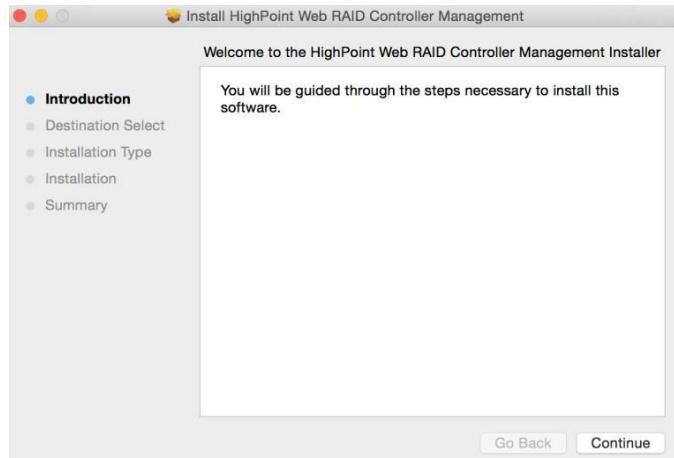 Install HighPoint Web RAID Controller Management
Welcome to the HighPoint Web RAID Controller Management Installer
Introduction
Destination Select
Installation Type
Installation
Summary
You will be guided through the steps necessary to install this
software.
Go Back
Continue